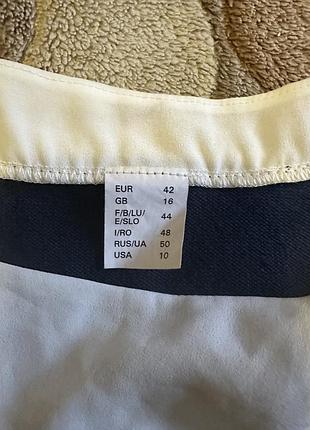 EUR 42
GB 16
F/B/LU/
E/SLO 44
I/RO 48
RUS/UA 50
USA 10